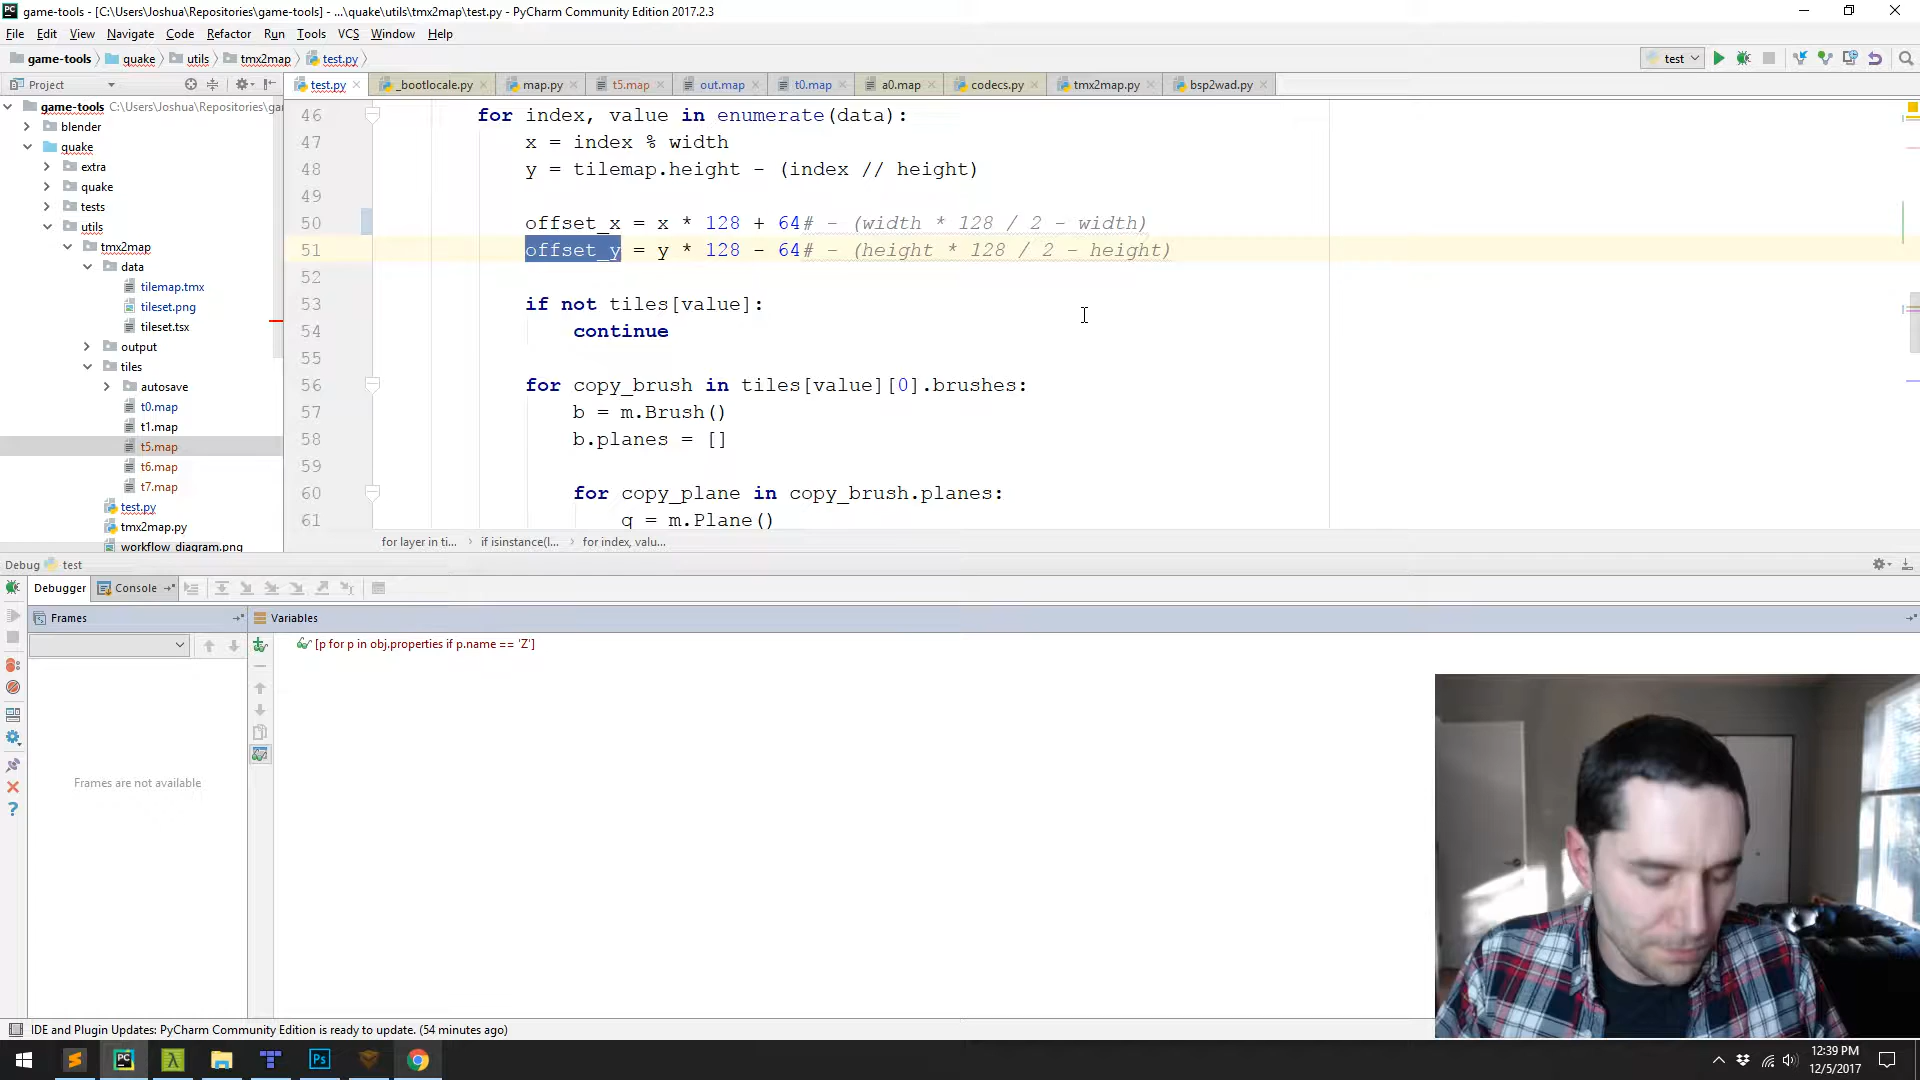 game-tools - [C:\Users\Joshua\Repositories\game-tools] - ...\quake\utils\tmx2map\test.py - PyCharm Community Edition 2017.2.3
File Edit View Navigate Code Refactor Run Tools VCS Window Help
game-tools quake utils tmx2map test.py
test
Project
test.py _bootlocale.py map.py t5.map out.map t0.map a0.map codecs.py tmx2map.py bsp2wad.py
game-tools C:\Users\Joshua\Repositories\ga
blender
quake
extra
quake
tests
utils
tmx2map
data
tilemap.tmx
tileset.png
tileset.tsx
output
tiles
autosave
t0.map
t1.map
t5.map
t6.map
t7.map
test.py
tmx2map.py
workflow_diagram.png
46 for index, value in enumerate(data):
47 x = index % width
48 y = tilemap.height - (index // height)
49
50 offset_x = x * 128 + 64# - (width * 128 / 2 - width)
51 offset_y = y * 128 - 64# - (height * 128 / 2 - height)
52
53 if not tiles[value]:
54 continue
55
56 for copy_brush in tiles[value][0].brushes:
57 b = m.Brush()
58 b.planes = []
59
60 for copy_plane in copy_brush.planes:
61 q = m.Plane()
for layer in ti... if isinstance(l... for index, valu...
Debug test
Debugger Console
Frames Variables
[p for p in obj.properties if p.name == 'Z']
Frames are not available
IDE and Plugin Updates: PyCharm Community Edition is ready to update. (54 minutes ago)
12:39 PM
12/5/2017